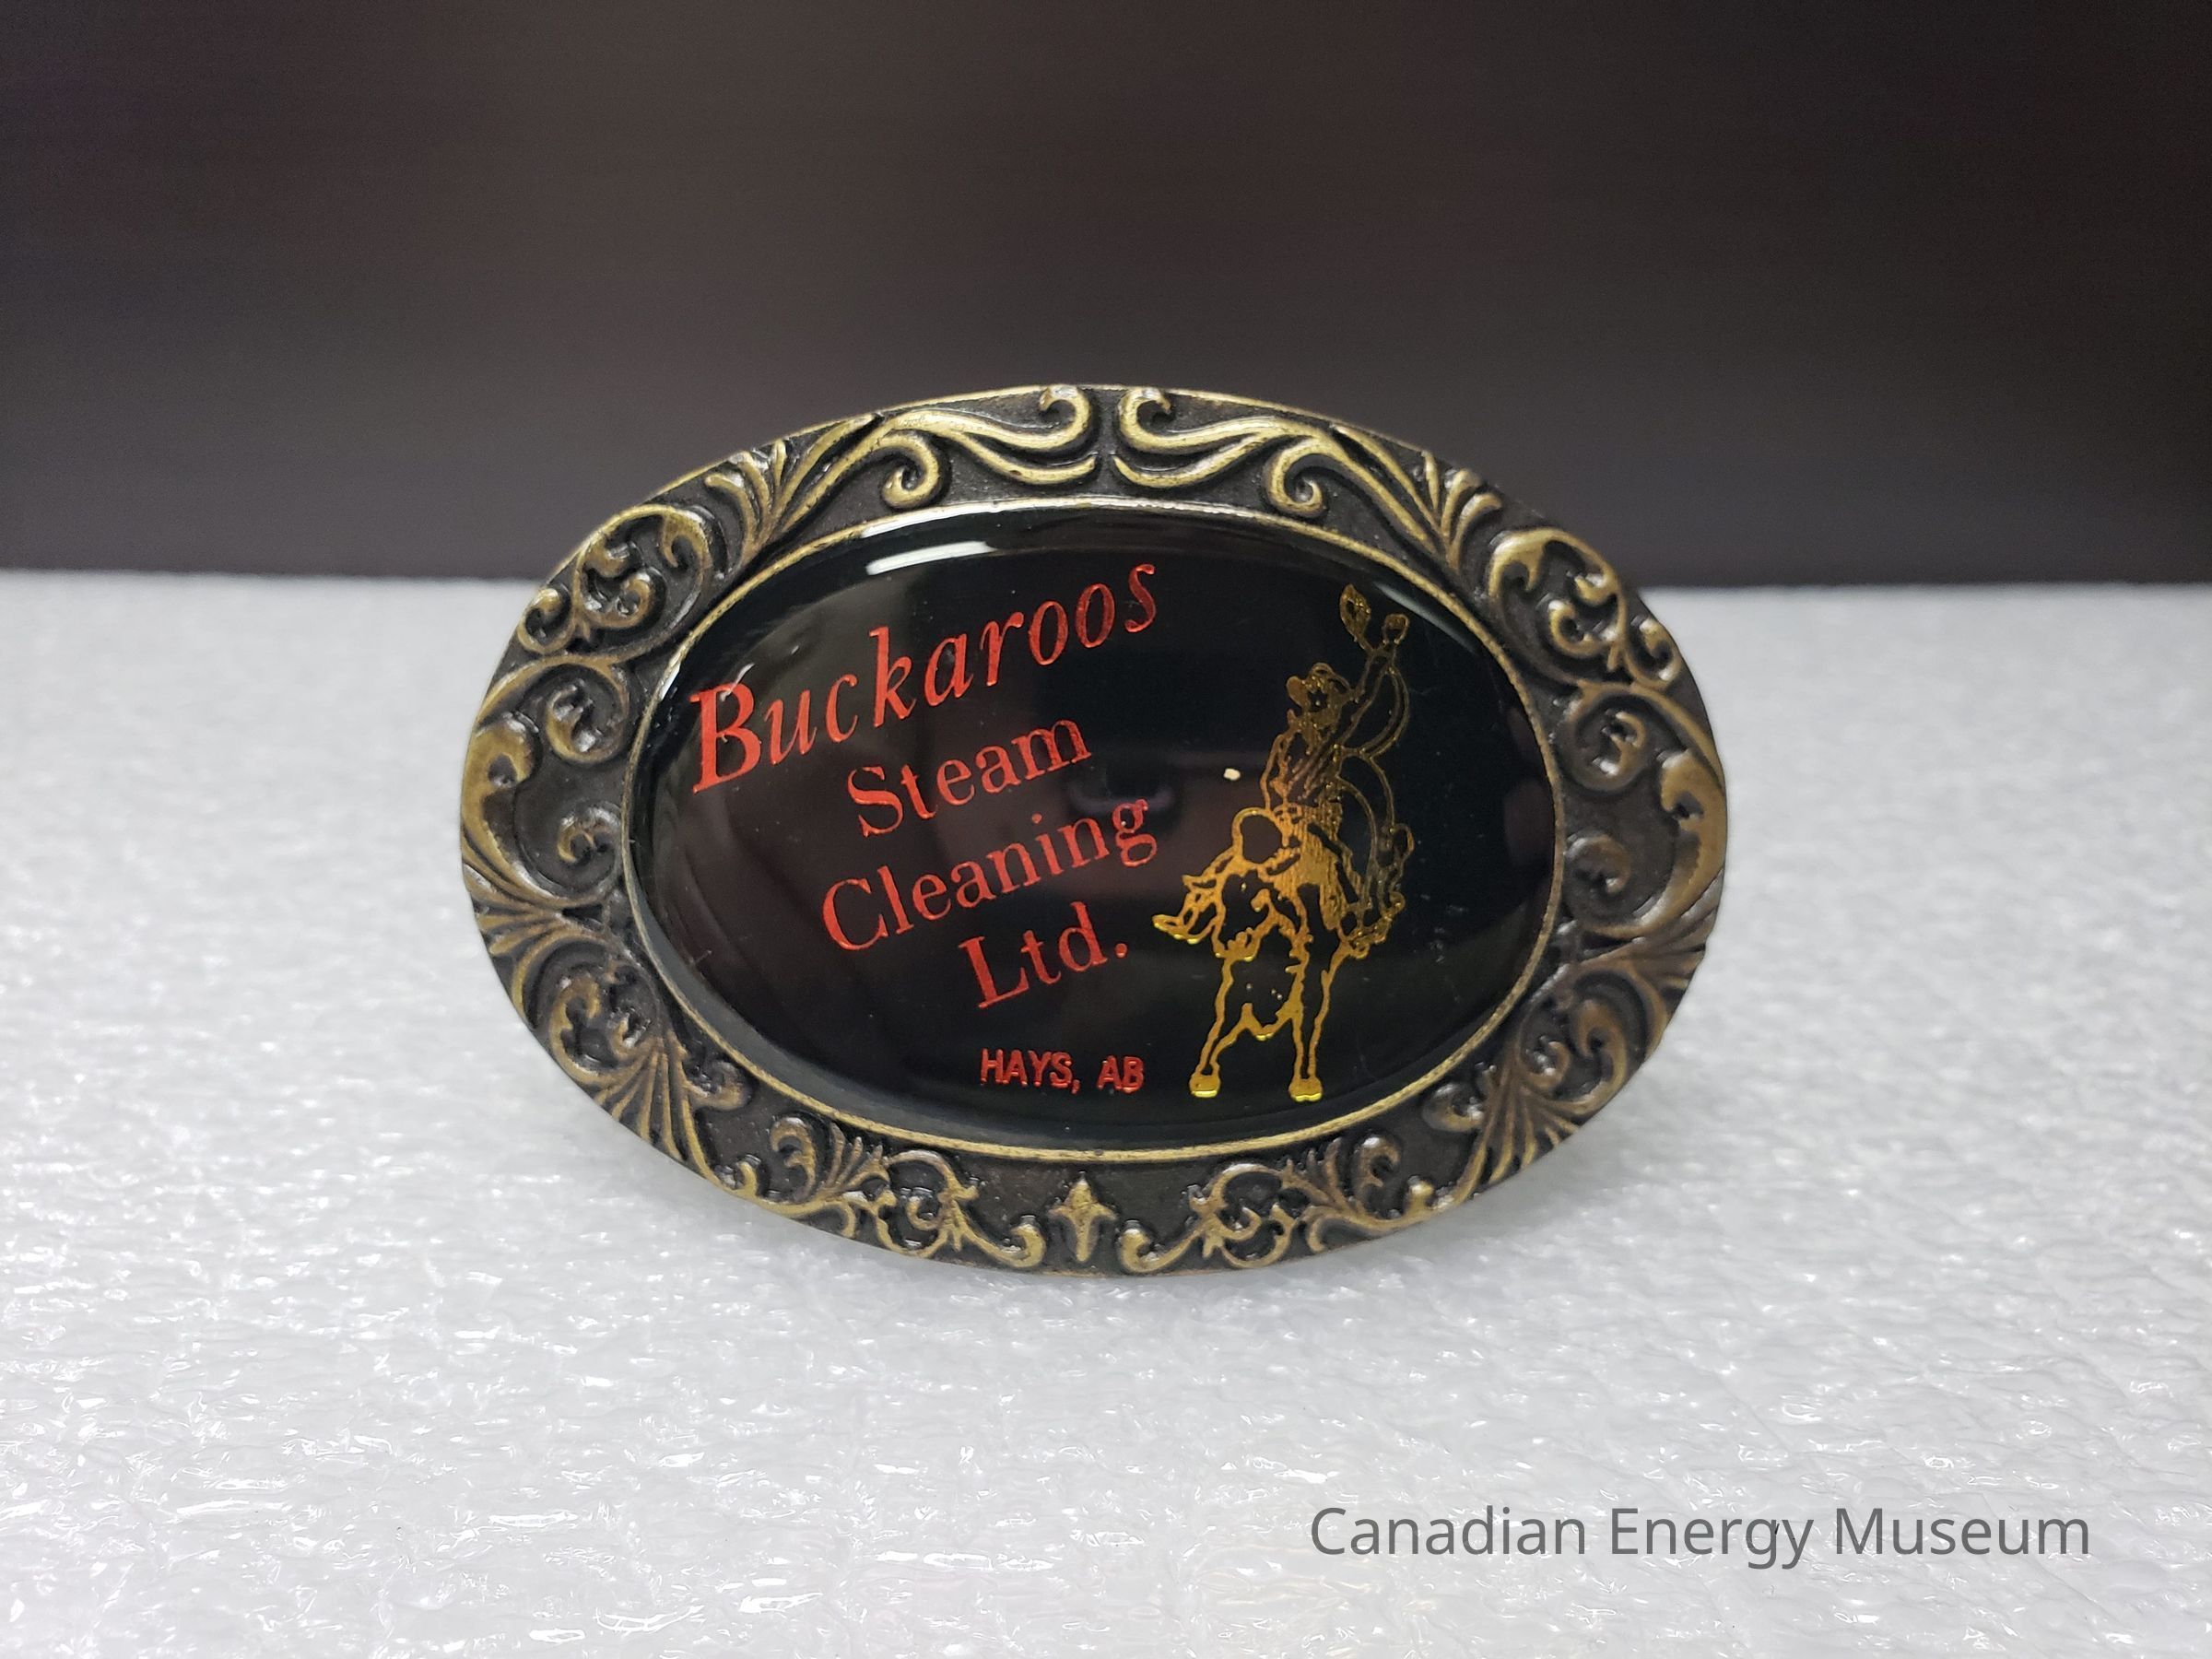 Buckaroos
Steam
Cleaning
Ltd.
HAYS, AB
Canadian Energy Museum